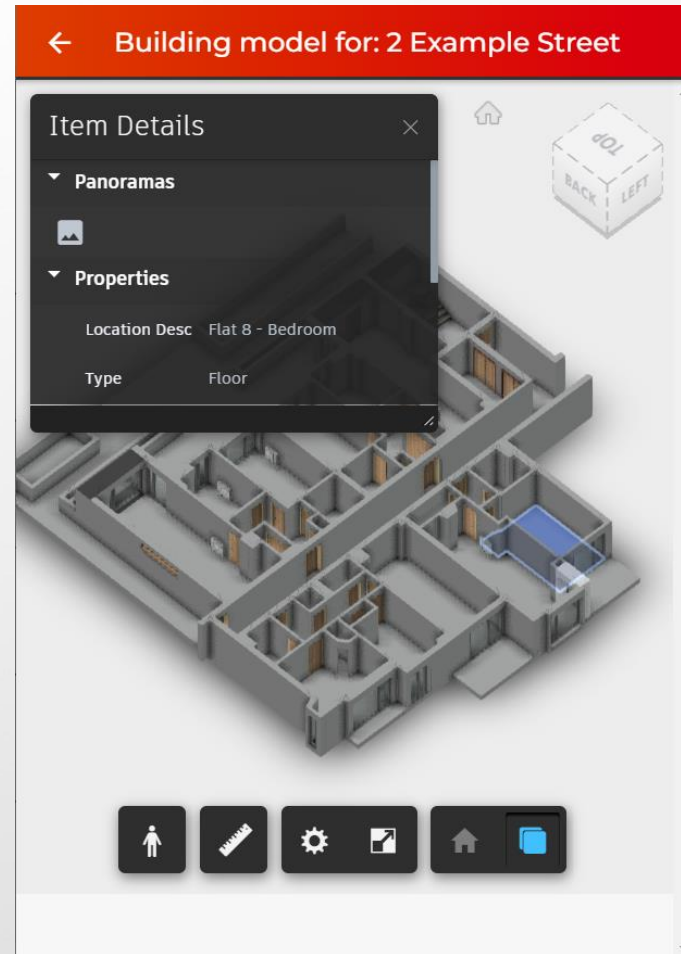 Building model for: 2 Example Street
Item Details
Panoramas
Properties
Location Desc Flat 8 - Bedroom
Type Floor
TOP
BACK LEFT